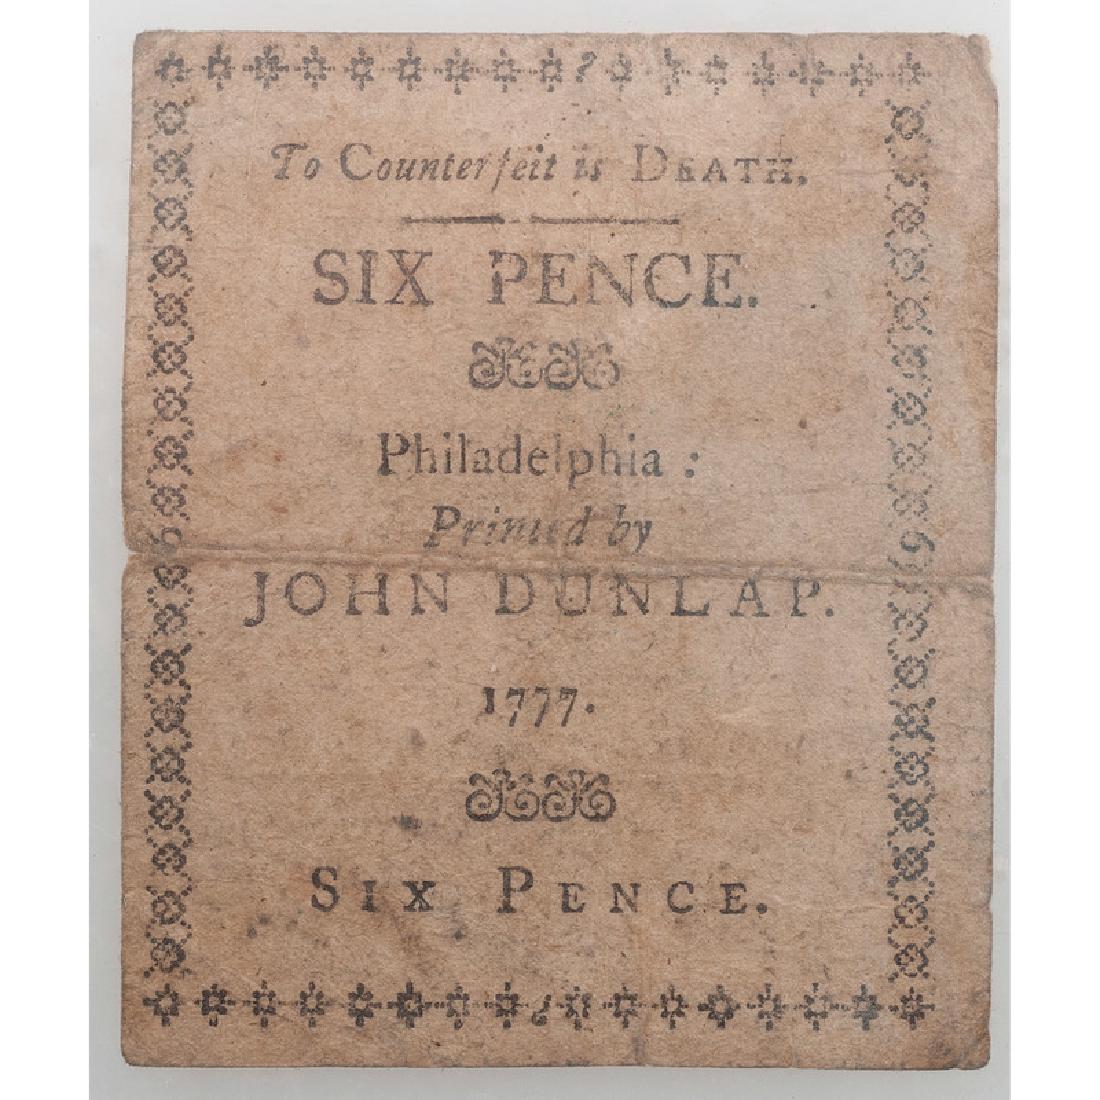 To Counterfeit is DEATH.
SIX PENCE.
Philadelphia :
Printed by
JOHN DUNLAP.
1777.
SIX PENCE.